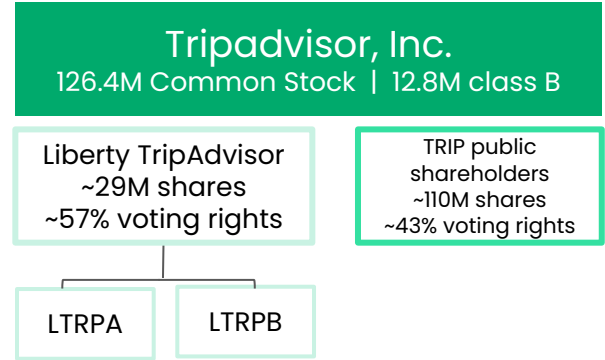 Tripadvisor, Inc.
126.4M Common Stock | 12.8M class B
Liberty TripAdvisor
~29M shares
~57% voting rights
TRIP public
shareholders
~110M shares
~43% voting rights
LTRPA
LTRPB